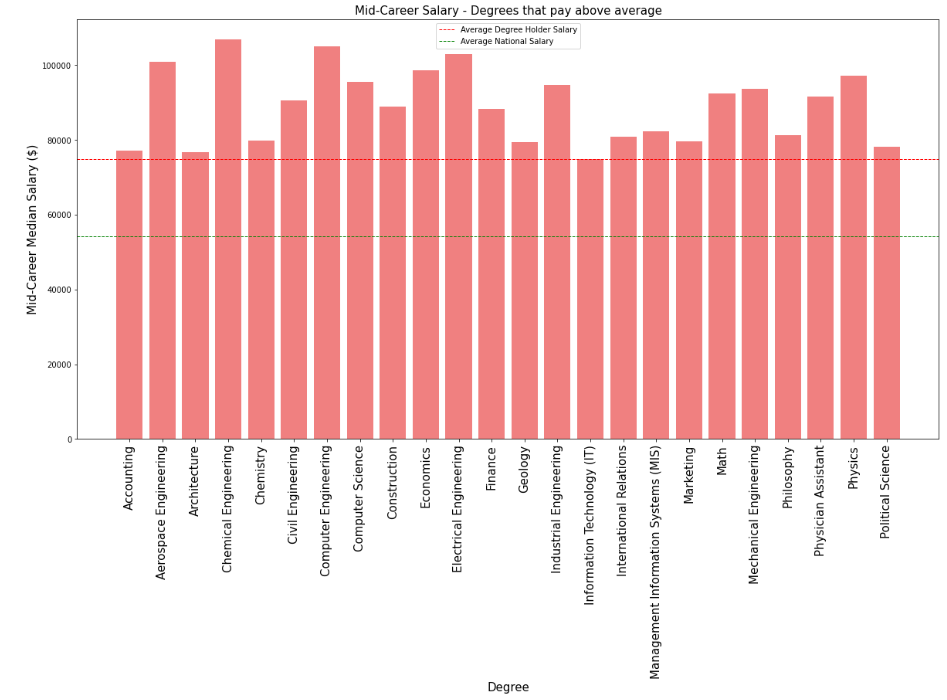 Mid-Career Salary - Degrees that pay above average
Average Degree Holder Salary
Average National Salary
Mid-Career Median Salary ($)
100000
80000
60000
40000
20000
0
Accounting
Aerospace Engineering
Architecture
Chemical Engineering
Chemistry
Civil Engineering
Computer Engineering
Computer Science
Construction
Economics
Electrical Engineering
Finance
Geology
Industrial Engineering
Information Technology (IT)
International Relations
Management Information Systems (MIS)
Marketing
Math
Mechanical Engineering
Philosophy
Physician Assistant
Physics
Political Science
Degree